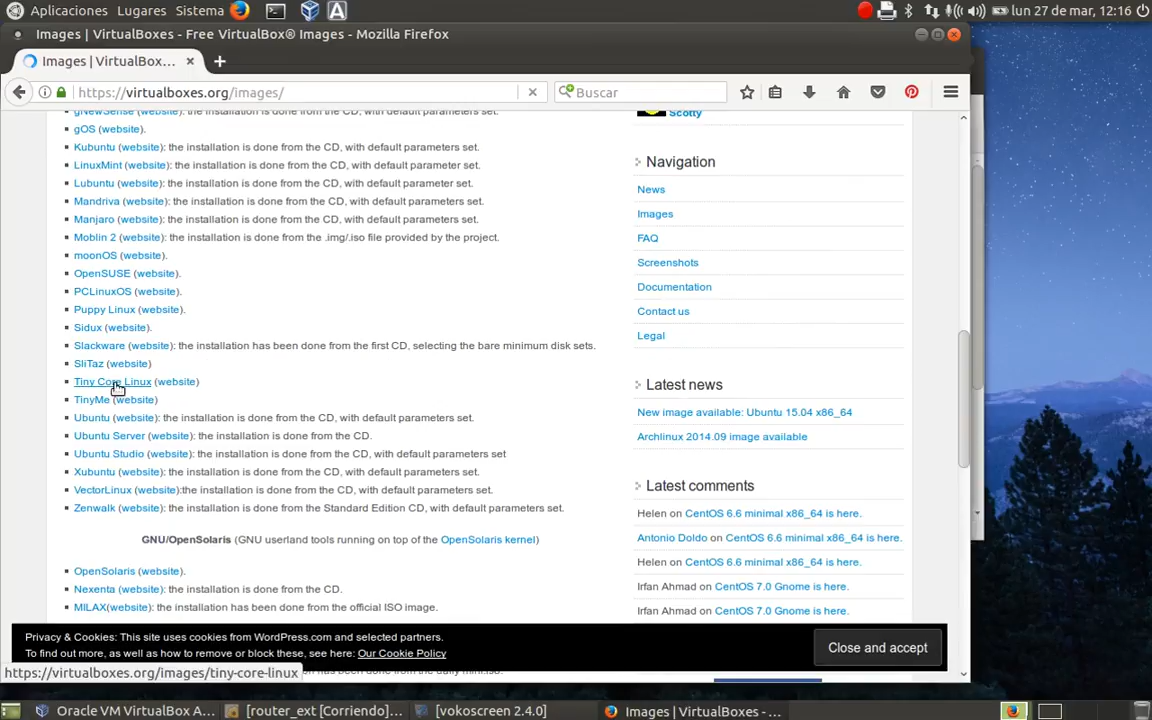 Aplicaciones Lugares Sistema lun 27 de mar, 12:16
Images | VirtualBoxes - Free VirtualBox® Images - Mozilla Firefox
Images | VirtualBox...
https://virtualboxes.org/images/
Buscar
gNewSense (website): the installation is done from the CD, with default parameters set.
gOS (website).
Kubuntu (website): the installation is done from the CD, with default parameters set.
LinuxMint (website): the installation is done from the CD, with default parameter set.
Lubuntu (website): the installation is done from the CD, with default parameter set.
Mandriva (website): the installation is done from the CD, with default parameters set.
Manjaro (website): the installation is done from the CD, with default parameters set.
Moblin 2 (website): the installation is done from the .img/.iso file provided by the project.
moonOS (website).
OpenSUSE (website).
PCLinuxOS (website).
Puppy Linux (website).
Sidux (website).
Slackware (website): the installation has been done from the first CD, selecting the bare minimum disk sets.
SliTaz (website)
Tiny Core Linux (website)
TinyMe (website)
Ubuntu (website): the installation is done from the CD, with default parameters set.
Ubuntu Server (website): the installation is done from the CD.
Ubuntu Studio (website): the installation is done from the CD, with default parameters set
Xubuntu (website): the installation is done from the CD, with default parameters set.
VectorLinux (website):the installation is done from the CD, with default parameters set.
Zenwalk (website): the installation is done from the Standard Edition CD, with default parameters set.
GNU/OpenSolaris (GNU userland tools running on top of the OpenSolaris kernel)
OpenSolaris (website).
Nexenta (website): the installation is done from the CD.
MILAX(website): the installation has been done from the official ISO image.
Scotty
Navigation
News
Images
FAQ
Screenshots
Documentation
Contact us
Legal
Latest news
New image available: Ubuntu 15.04 x86_64
Archlinux 2014.09 image available
Latest comments
Helen on CentOS 6.6 minimal x86_64 is here.
Antonio Doldo on CentOS 6.6 minimal x86_64 is here.
Helen on CentOS 6.6 minimal x86_64 is here.
Irfan Ahmad on CentOS 7.0 Gnome is here.
Irfan Ahmad on CentOS 7.0 Gnome is here.
Privacy & Cookies: This site uses cookies from WordPress.com and selected partners.
To find out more, as well as how to remove or block these, see here: Our Cookie Policy
Close and accept
https://virtualboxes.org/images/tiny-core-linux
Oracle VM VirtualBox A... [router_ext [Corriendo]... [vokoscreen 2.4.0] Images | VirtualBoxes - ...